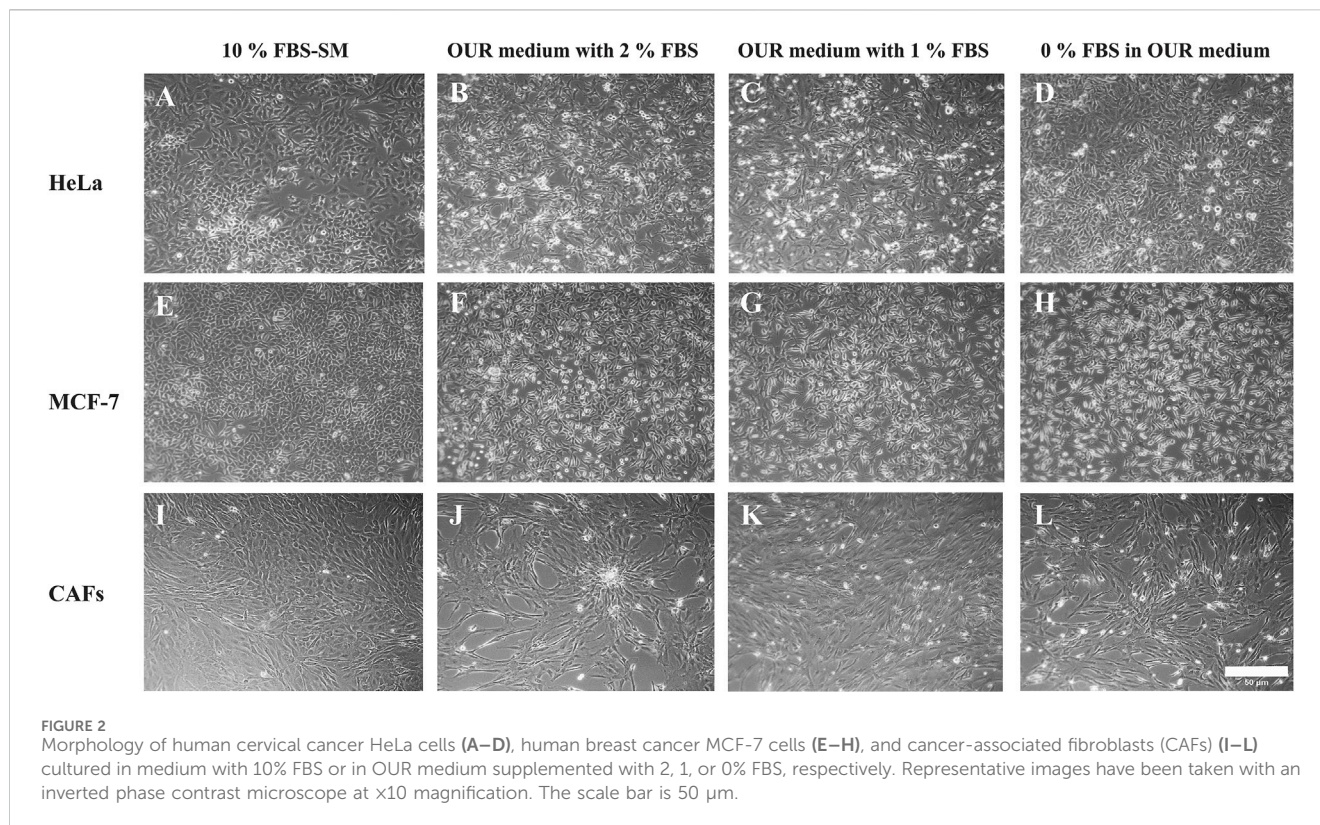 10 % FBS-SM OUR medium with 2 % FBS OUR medium with 1 % FBS 0 % FBS in OUR medium
A B C D
HeLa
E F G H
MCF-7
I J K L
CAFs
50 µm
FIGURE 2
Morphology of human cervical cancer HeLa cells (A–D), human breast cancer MCF-7 cells (E–H), and cancer-associated fibroblasts (CAFs) (I–L)
cultured in medium with 10% FBS or in OUR medium supplemented with 2, 1, or 0% FBS, respectively. Representative images have been taken with an
inverted phase contrast microscope at ×10 magnification. The scale bar is 50 μm.